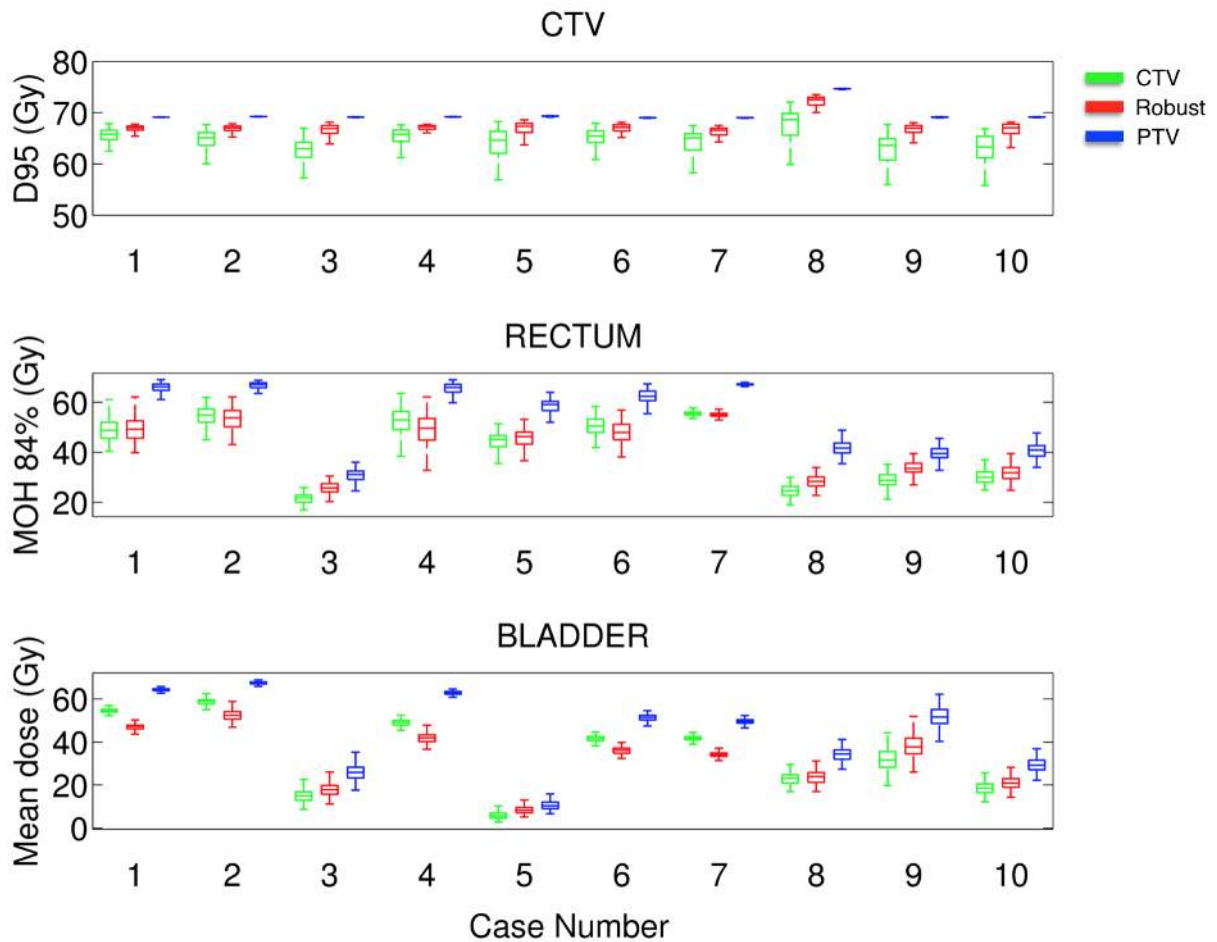 CTV
80
70
60
50
D95 (Gy)
1 2 3 4 5 6 7 8 9 10
CTV
Robust
PTV
RECTUM
60
40
20
MOH 84% (Gy)
1 2 3 4 5 6 7 8 9 10
BLADDER
60
40
20
0
Mean dose (Gy)
1 2 3 4 5 6 7 8 9 10
Case Number